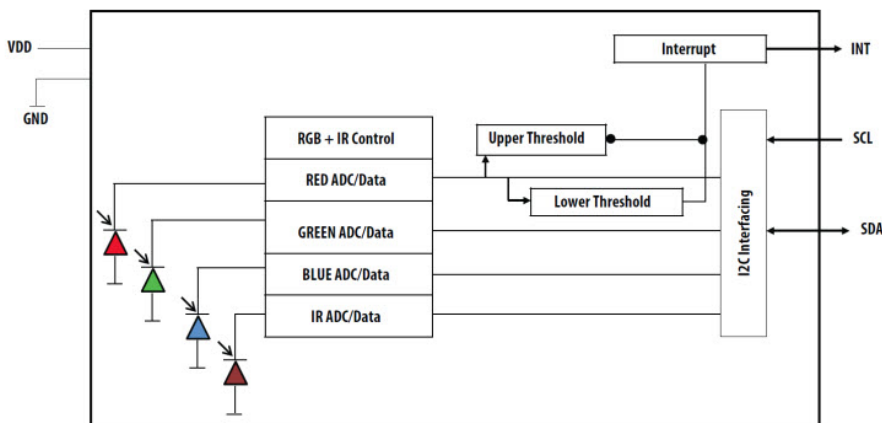 VDD
GND
Interrupt
INT
RGB + IR Control
Upper Threshold
SCL
RED ADC/Data
Lower Threshold
GREEN ADC/Data
SDA
I2C Interfacing
BLUE ADC/Data
IR ADC/Data